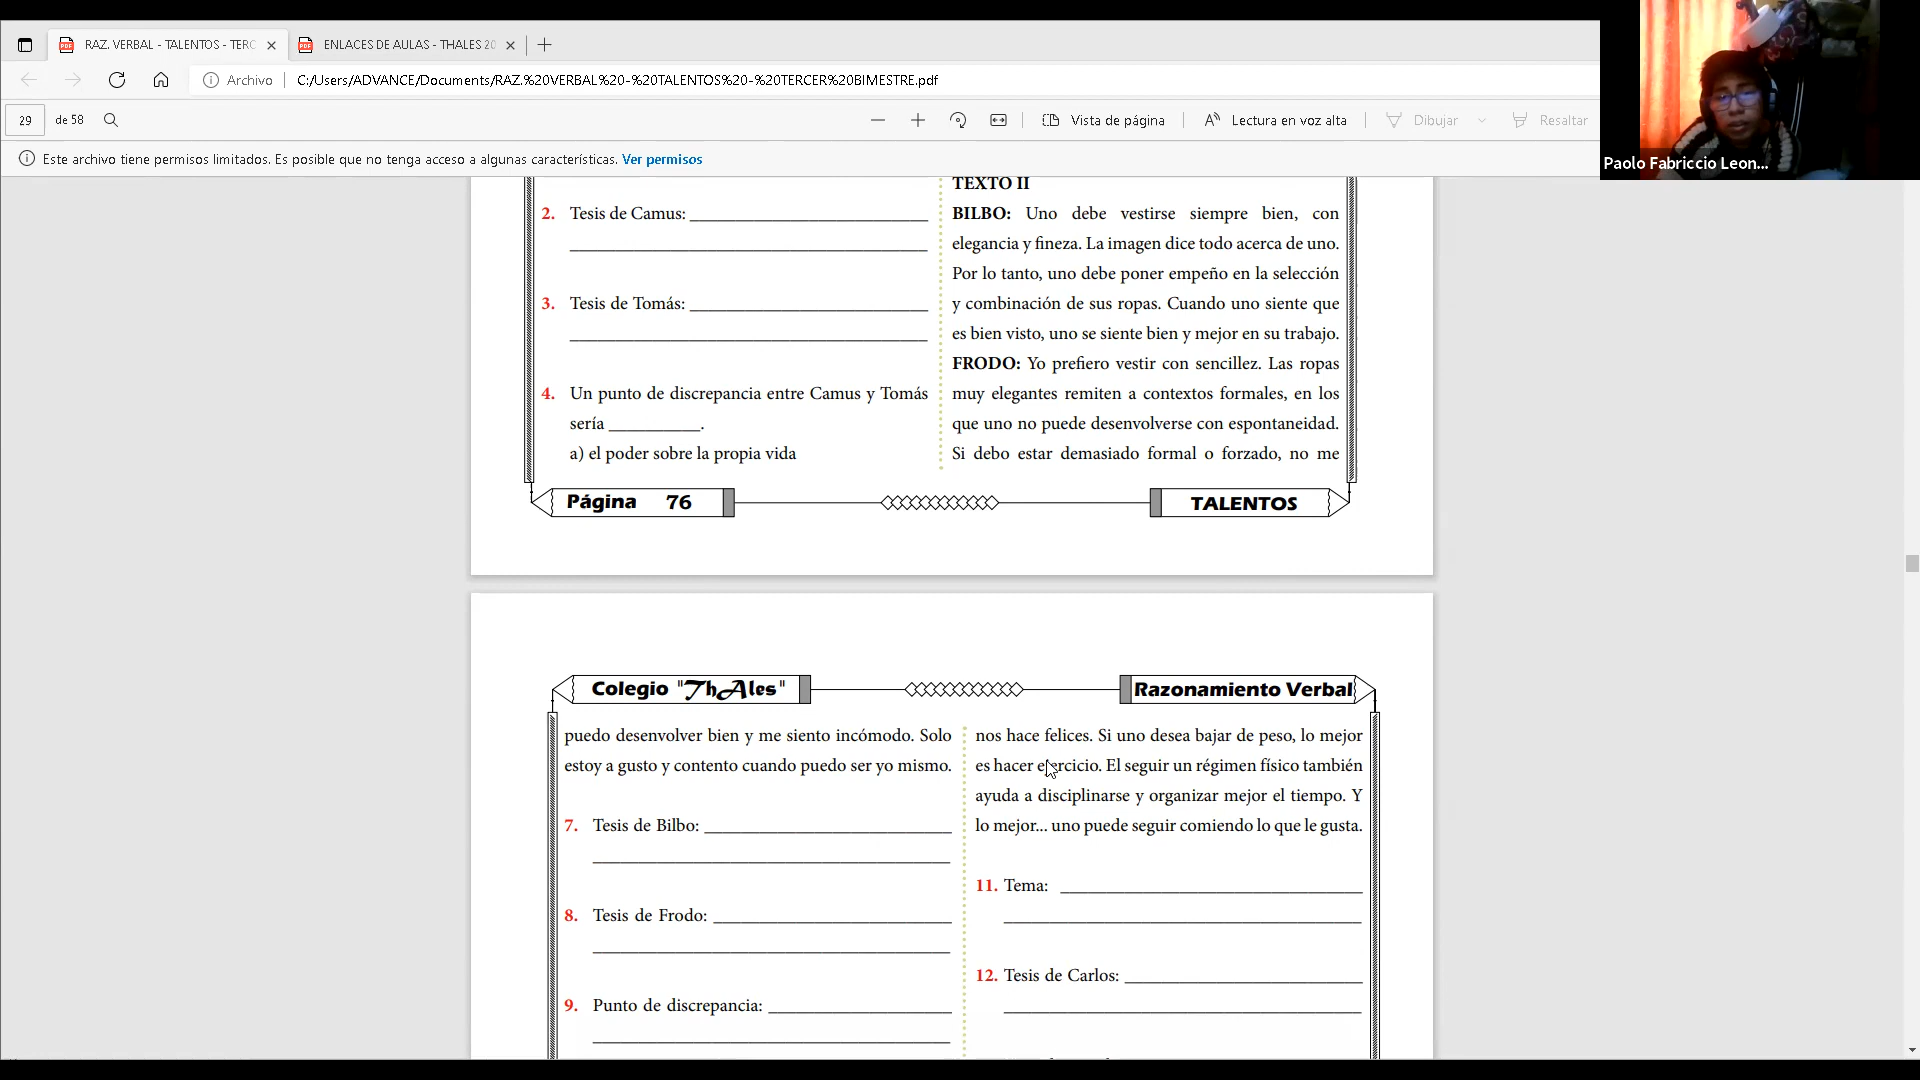 RAZ. VERBAL - TALENTOS - TERC
ENLACES DE AULAS - THALES 20
Archivo
C:/Users/ADVANCE/Documents/RAZ.%20VERBAL%20-%20TALENTOS%20-%20TERCER%20BIMESTRE.pdf
29 de 58
Vista de página
Lectura en voz alta
Dibujar
Resaltar
Este archivo tiene permisos limitados. Es posible que no tenga acceso a algunas características. Ver permisos
Paolo Fabriccio Leon...
2. Tesis de Camus:
3. Tesis de Tomás:
4. Un punto de discrepancia entre Camus y Tomás
sería __________.
a) el poder sobre la propia vida
TEXTO II
BILBO: Uno debe vestirse siempre bien, con
elegancia y fineza. La imagen dice todo acerca de uno.
Por lo tanto, uno debe poner empeño en la selección
y combinación de sus ropas. Cuando uno siente que
es bien visto, uno se siente bien y mejor en su trabajo.
FRODO: Yo prefiero vestir con sencillez. Las ropas
muy elegantes remiten a contextos formales, en los
que uno no puede desenvolverse con espontaneidad.
Si debo estar demasiado formal o forzado, no me
Página 76
TALENTOS
Colegio "ThAles"
Razonamiento Verbal
puedo desenvolver bien y me siento incómodo. Solo
estoy a gusto y contento cuando puedo ser yo mismo.
7. Tesis de Bilbo:
8. Tesis de Frodo:
9. Punto de discrepancia:
nos hace felices. Si uno desea bajar de peso, lo mejor
es hacer ejercicio. El seguir un régimen físico también
ayuda a disciplinarse y organizar mejor el tiempo. Y
lo mejor... uno puede seguir comiendo lo que le gusta.
11. Tema:
12. Tesis de Carlos: